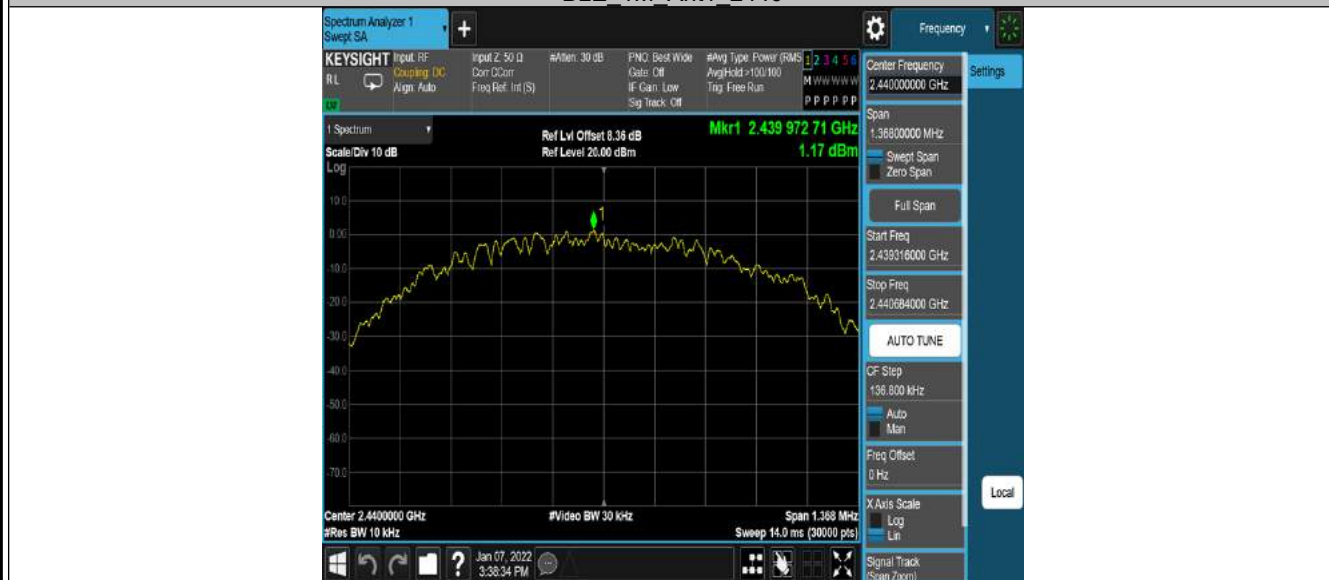 Spectrum Analyzer 1
Swept SA
+
Frequency
KEYSIGHT
RL
Input: RF
Coupling: DC
Align: Auto
Input Z: 50 Ω
Corr CCorr
Freq Ref: Int (S)
#Atten: 30 dB
PNO: Best Wide
Gate: Off
IF Gain: Low
Sig Track: Off
#Avg Type: Power (RMS
Avg|Hold:>100/100
Trig: Free Run
1 2 3 4 5 6
M W W W W W
P P P P P P
Center Frequency
2.440000000 GHz
Settings
1 Spectrum
Scale/Div 10 dB
Ref Lvl Offset 8.36 dB
Ref Level 20.00 dBm
Mkr1 2.439 972 71 GHz
1.17 dBm
Span
1.36800000 MHz
Swept Span
Zero Span
Full Span
Start Freq
2.439316000 GHz
Stop Freq
2.440684000 GHz
AUTO TUNE
CF Step
136.800 kHz
Auto
Man
Freq Offset
0 Hz
X Axis Scale
Log
Lin
Local
Signal Track
(Span Zoom)
Log
10.0
0.00
-10.0
-20.0
-30.0
-40.0
-50.0
-60.0
-70.0
1
Center 2.4400000 GHz
#Video BW 30 kHz
Span 1.368 MHz
#Res BW 10 kHz
Sweep 14.0 ms (30000 pts)
?
Jan 07, 2022
3:38:34 PM